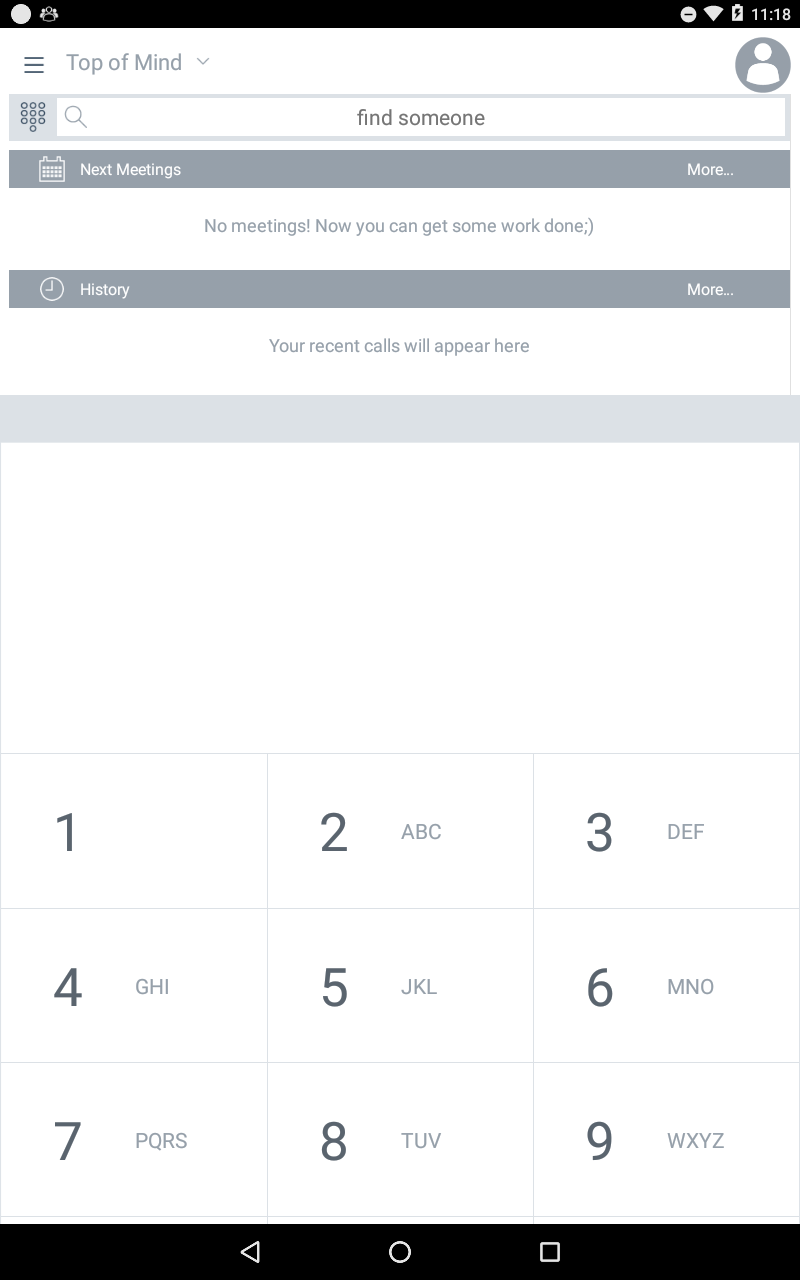 11:18
Top of Mind
find someone
Next Meetings More...
No meetings! Now you can get some work done;)
History More...
Your recent calls will appear here
1 2 ABC 3 DEF
4 GHI 5 JKL 6 MNO
7 PQRS 8 TUV 9 WXYZ